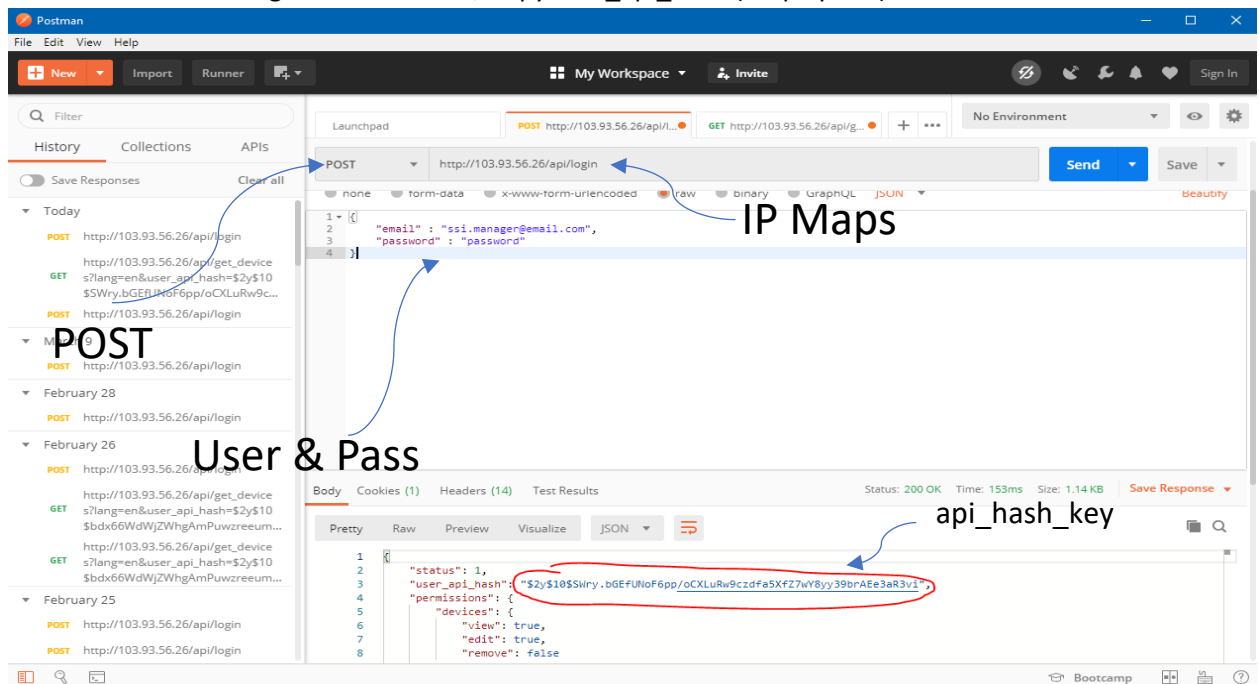 Postman
File Edit View Help
New Import Runner My Workspace Invite Sign In
Filter
History Collections APIs
Save Responses Clear all
Today
POST http://103.93.56.26/api/login
GET http://103.93.56.26/api/get_device
s?lang=en&user_api_hash=$2y$10
$SWry.bGEfUNoF6pp/oCXLuRw9c...
POST http://103.93.56.26/api/login
March 9
POST http://103.93.56.26/api/login
February 28
POST http://103.93.56.26/api/login
February 26
POST http://103.93.56.26/api/login
GET http://103.93.56.26/api/get_device
s?lang=en&user_api_hash=$2y$10
$bdx66WdWjZWhgAmPuwzreeum...
GET http://103.93.56.26/api/get_device
s?lang=en&user_api_hash=$2y$10
$bdx66WdWjZWhgAmPuwzreeum...
February 25
POST http://103.93.56.26/api/login
POST http://103.93.56.26/api/login
POST
User & Pass
Launchpad POST http://103.93.56.26/api/l... GET http://103.93.56.26/api/g... + ••• No Environment
POST http://103.93.56.26/api/login Send Save
none form-data x-www-form-urlencoded raw binary GraphQL JSON Beautify
IP Maps
1 {
2 "email" : "ssi.manager@email.com",
3 "password" : "password"
4 }
Body Cookies (1) Headers (14) Test Results Status: 200 OK Time: 153ms Size: 1.14 KB Save Response
api_hash_key
Pretty Raw Preview Visualize JSON
1 {
2 "status": 1,
3 "user_api_hash": "$2y$10$SWry.bGEfUNoF6pp/oCXLuRw9czdfa5XfZ7wY8yy39brAEe3aR3vi",
4 "permissions": {
5 "devices": {
6 "view": true,
7 "edit": true,
8 "remove": false
Bootcamp